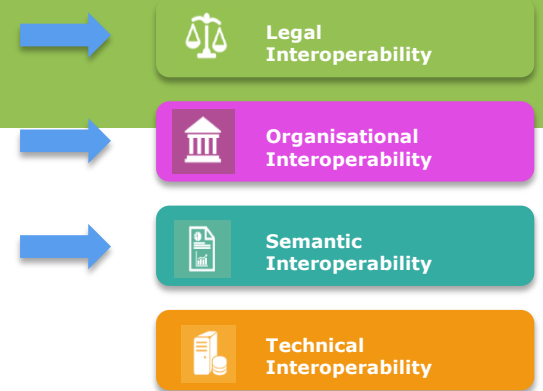 Legal
Interoperability
Organisational
Interoperability
Semantic
Interoperability
Technical
Interoperability